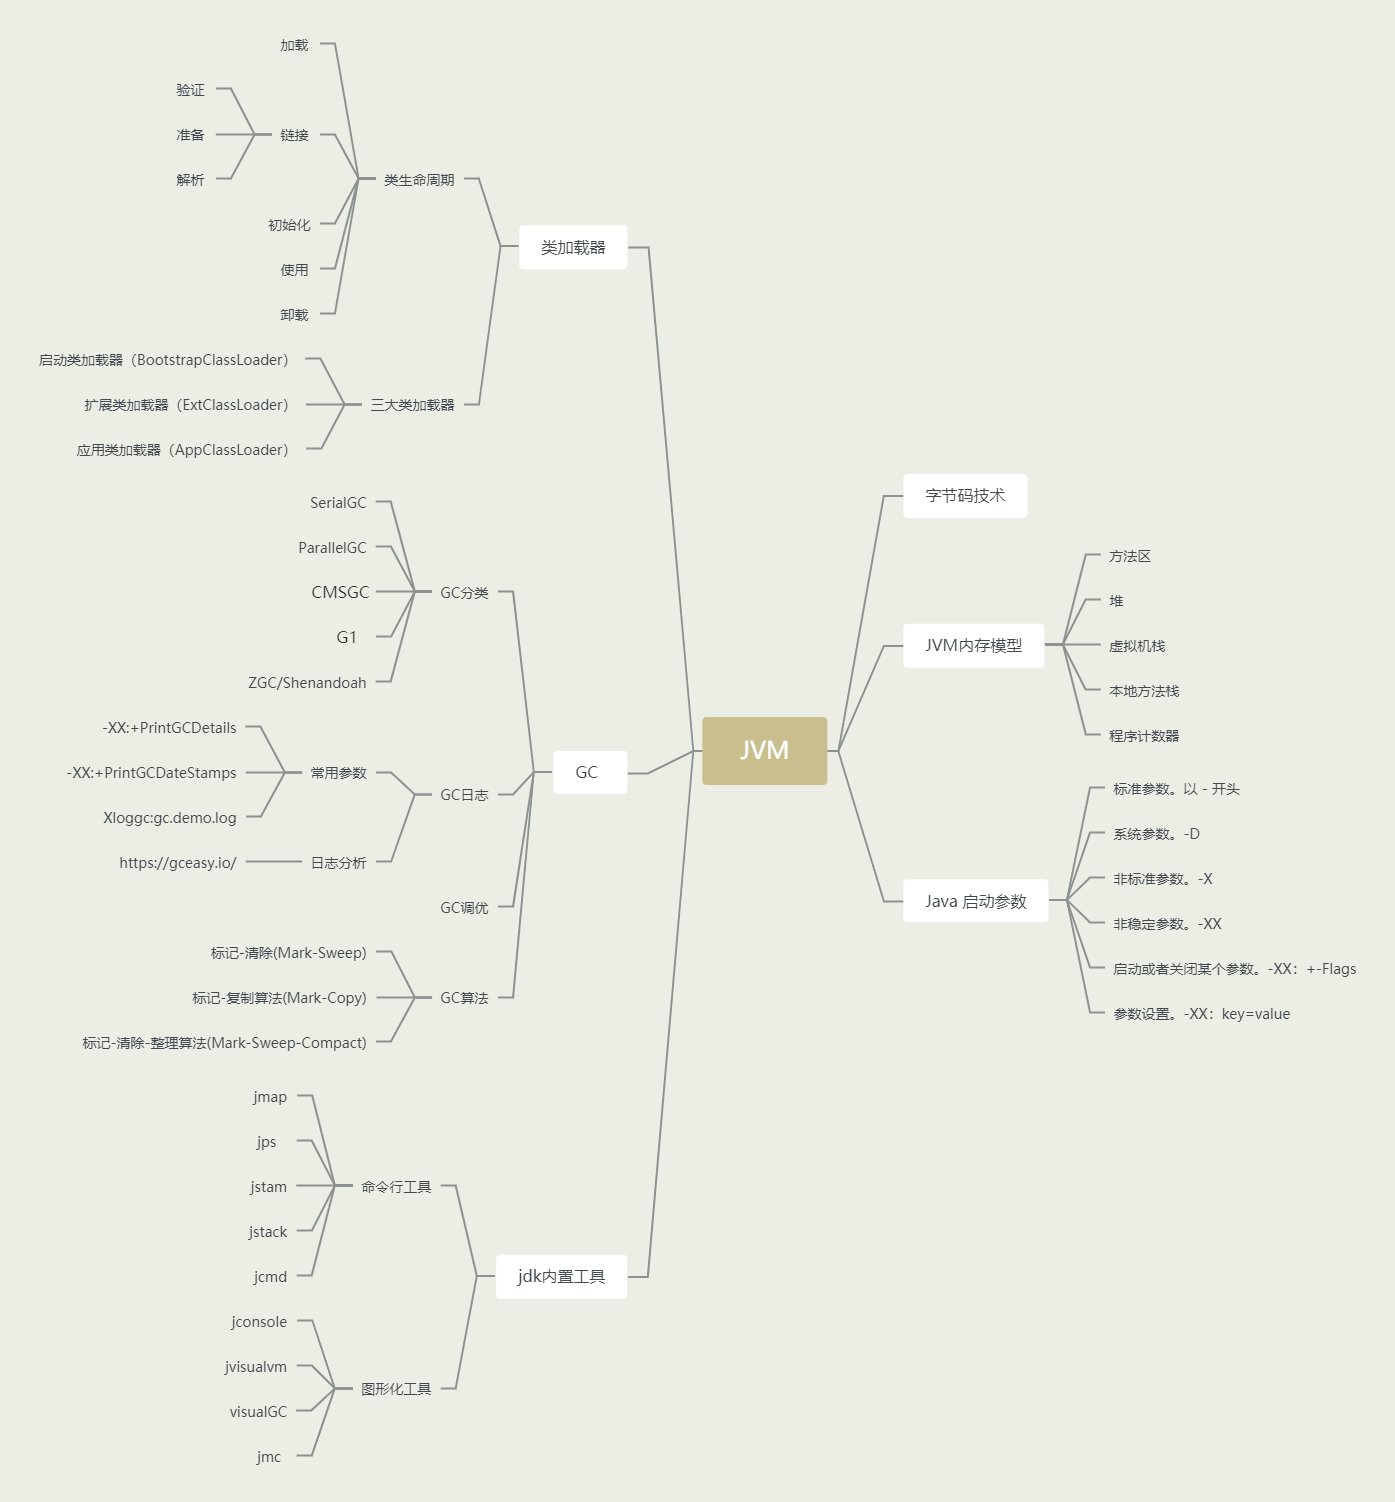 JVM
类加载器
类生命周期
加载
链接
验证
准备
解析
初始化
使用
卸载
三大类加载器
启动类加载器（BootstrapClassLoader）
扩展类加载器（ExtClassLoader）
应用类加载器（AppClassLoader）
GC
GC分类
SerialGC
ParallelGC
CMSGC
G1
ZGC/Shenandoah
GC日志
常用参数
-XX:+PrintGCDetails
-XX:+PrintGCDateStamps
Xloggc:gc.demo.log
日志分析
https://gceasy.io/
GC调优
GC算法
标记-清除(Mark-Sweep)
标记-复制算法(Mark-Copy)
标记-清除-整理算法(Mark-Sweep-Compact)
jdk内置工具
命令行工具
jmap
jps
jstam
jstack
jcmd
图形化工具
jconsole
jvisualvm
visualGC
jmc
字节码技术
JVM内存模型
方法区
堆
虚拟机栈
本地方法栈
程序计数器
Java 启动参数
标准参数。以 - 开头
系统参数。-D
非标准参数。-X
非稳定参数。-XX
启动或者关闭某个参数。-XX：+-Flags
参数设置。-XX：key=value